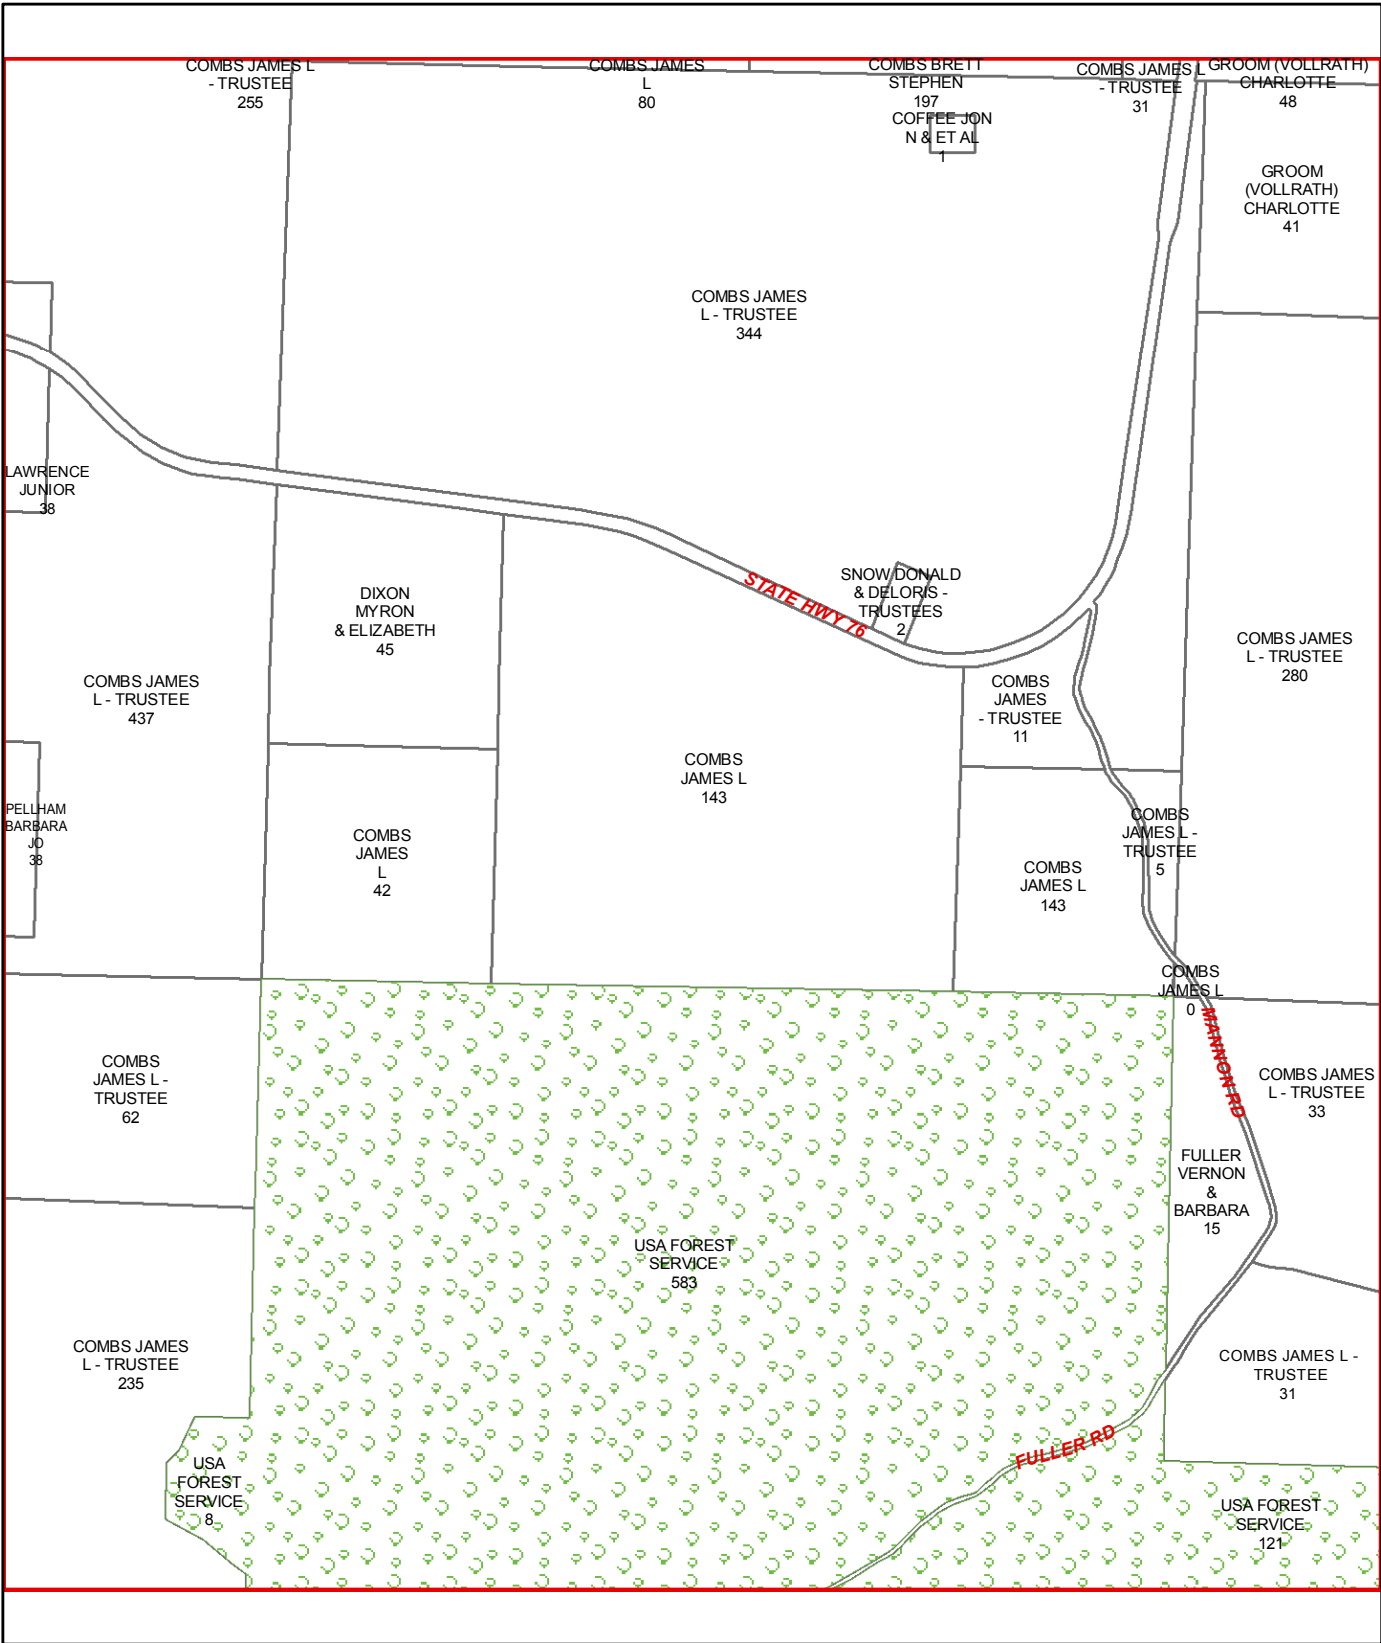 COMBS JAMES L
- TRUSTEE
255
COMBS JAMES
L
80
COMBS BRETT
STEPHEN
197
COMBS JAMES L
- TRUSTEE
31
GROOM (VOLLRATH)
CHARLOTTE
48
COFFEE JON
N & ET AL
1
GROOM
(VOLLRATH)
CHARLOTTE
41
COMBS JAMES
L - TRUSTEE
344
LAWRENCE
JUNIOR
38
DIXON
MYRON
& ELIZABETH
45
STATE HWY 76
SNOW DONALD
& DELORIS -
TRUSTEES
2
COMBS JAMES
L - TRUSTEE
280
COMBS JAMES
L - TRUSTEE
437
COMBS
JAMES
- TRUSTEE
11
COMBS
JAMES L
143
PELLHAM
BARBARA
JO
38
COMBS
JAMES
L
42
COMBS
JAMES L -
TRUSTEE
5
COMBS
JAMES L
143
COMBS
JAMES L
0
MANNON RD
COMBS
JAMES L -
TRUSTEE
62
COMBS JAMES
L - TRUSTEE
33
FULLER
VERNON
&
BARBARA
15
USA FOREST
SERVICE
583
COMBS JAMES
L - TRUSTEE
235
COMBS JAMES L -
TRUSTEE
31
FULLER RD
USA
FOREST
SERVICE
8
USA FOREST
SERVICE
121